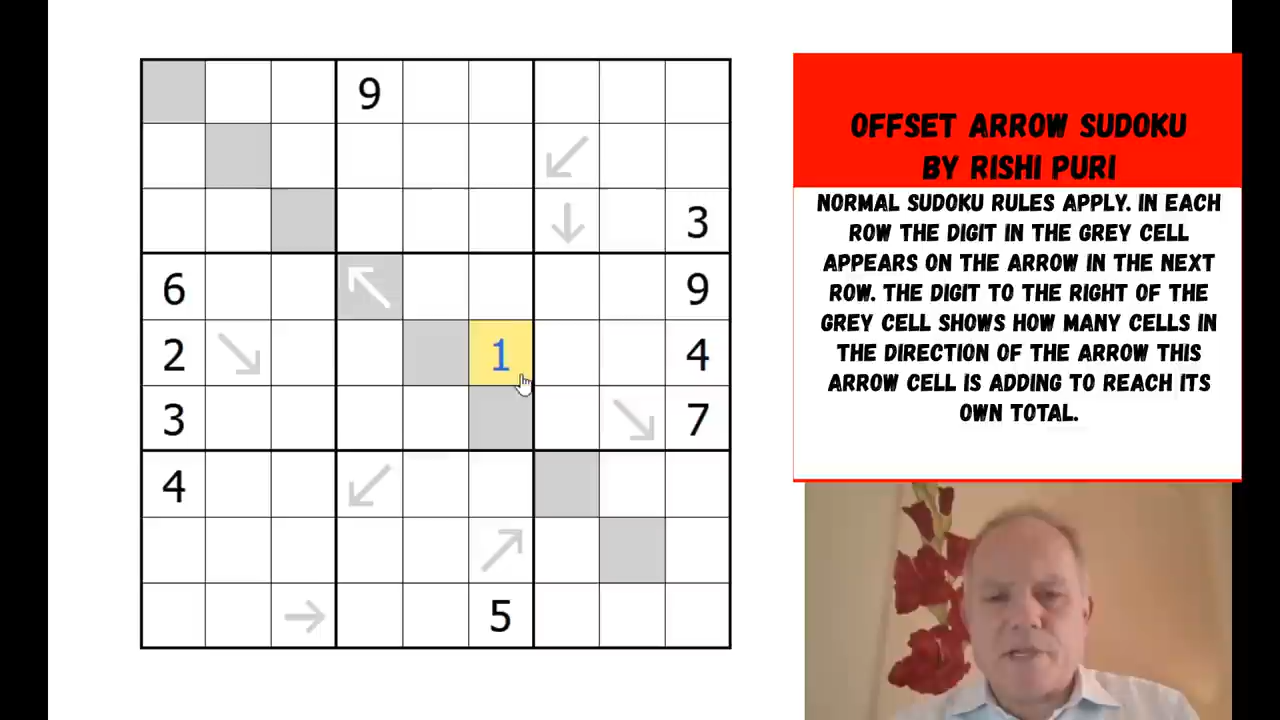 OFFSET ARROW SUDOKU
BY RISHI PURI
NORMAL SUDOKU RULES APPLY. IN EACH
ROW THE DIGIT IN THE GREY CELL
APPEARS ON THE ARROW IN THE NEXT
ROW. THE DIGIT TO THE RIGHT OF THE
GREY CELL SHOWS HOW MANY CELLS IN
THE DIRECTION OF THE ARROW THIS
ARROW CELL IS ADDING TO REACH ITS
OWN TOTAL.
9
3
6 9
2 1 4
3 7
4
5